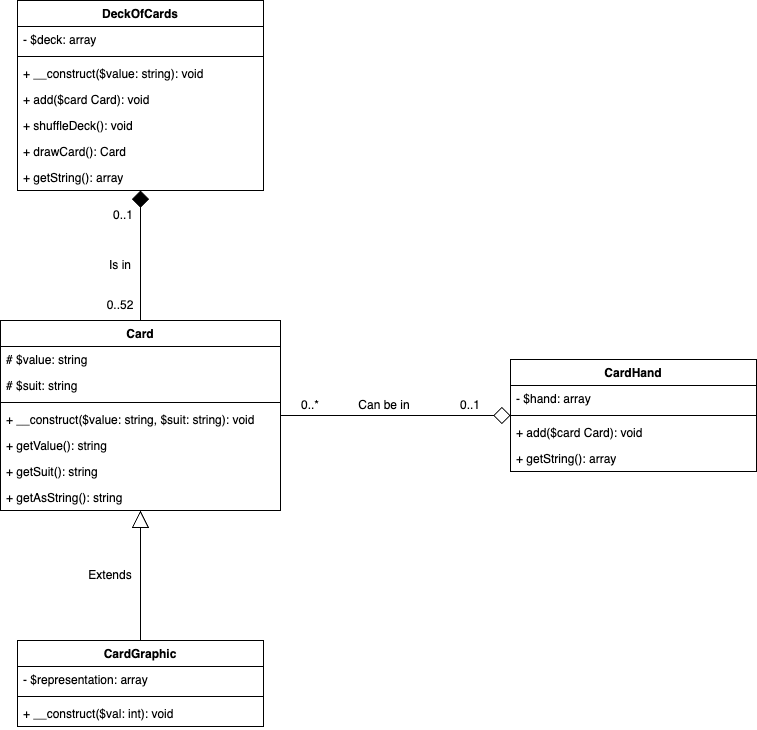 DeckOfCards
- $deck: array
+ __construct($value: string): void
+ add($card Card): void
+ shuffleDeck(): void
+ drawCard(): Card
+ getString(): array
0..1
Is in
0..52
Card
# $value: string
# $suit: string
+ __construct($value: string, $suit: string): void
+ getValue(): string
+ getSuit(): string
+ getAsString(): string
0..* Can be in 0..1
CardHand
- $hand: array
+ add($card Card): void
+ getString(): array
Extends
CardGraphic
- $representation: array
+ __construct($val: int): void